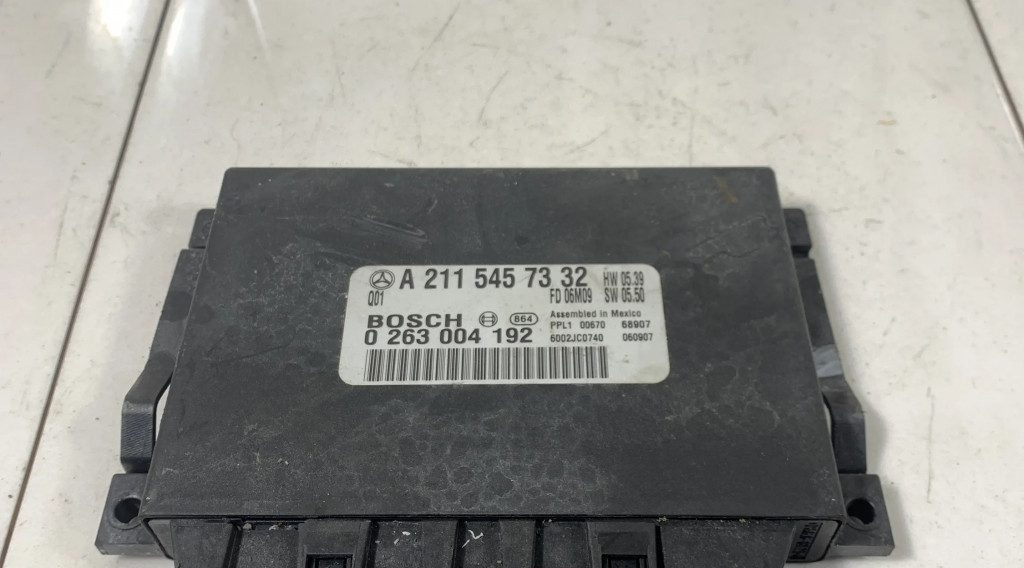 A 211 545 73 32 HW 05.39
Q01 FD 06M09 SW 05.50
BOSCH 864 Assembled in Mexico
PPL1 00670 68907
0 263 004 192 6002JC0740 060907